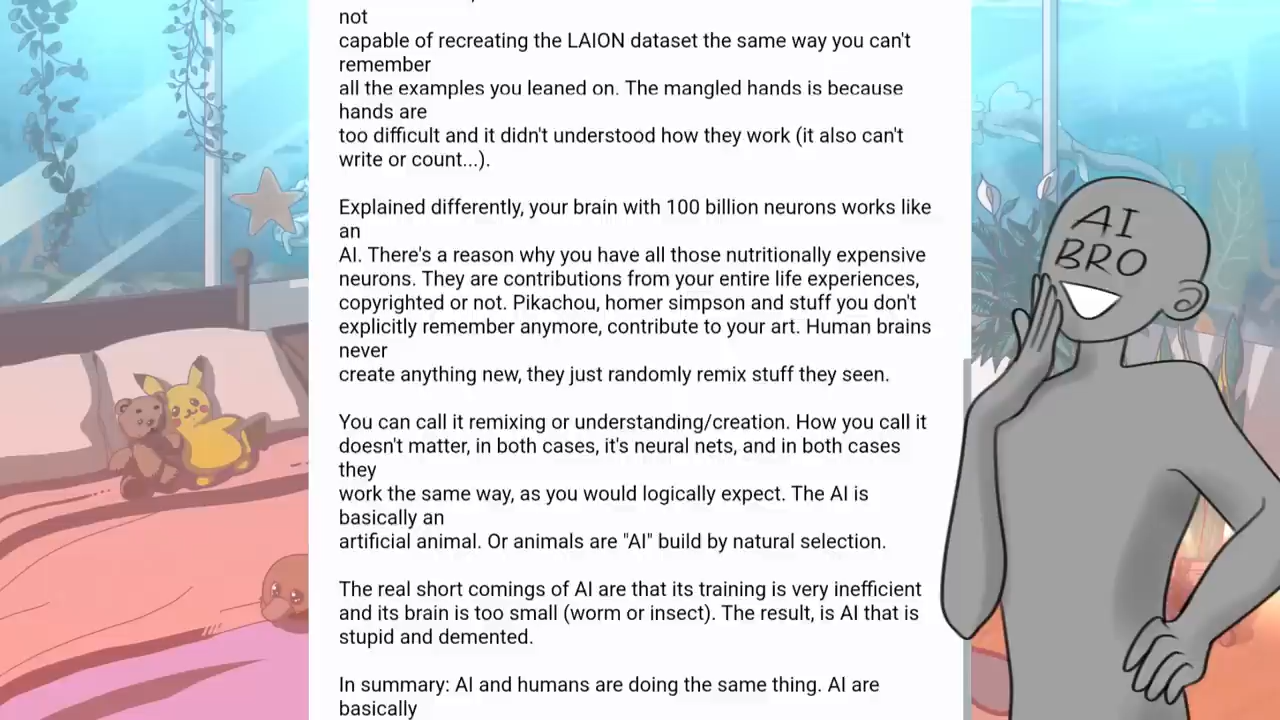 not
capable of recreating the LAION dataset the same way you can't
remember
all the examples you leaned on. The mangled hands is because
hands are
too difficult and it didn't understood how they work (it also can't
write or count...).
Explained differently, your brain with 100 billion neurons works like
an
AI. There's a reason why you have all those nutritionally expensive
neurons. They are contributions from your entire life experiences,
copyrighted or not. Pikachou, homer simpson and stuff you don't
explicitly remember anymore, contribute to your art. Human brains
never
create anything new, they just randomly remix stuff they seen.
You can call it remixing or understanding/creation. How you call it
doesn't matter, in both cases, it's neural nets, and in both cases
they
work the same way, as you would logically expect. The AI is
basically an
artificial animal. Or animals are "AI" build by natural selection.
The real short comings of AI are that its training is very inefficient
and its brain is too small (worm or insect). The result, is AI that is
stupid and demented.
In summary: AI and humans are doing the same thing. AI are
basically
AI
BRO